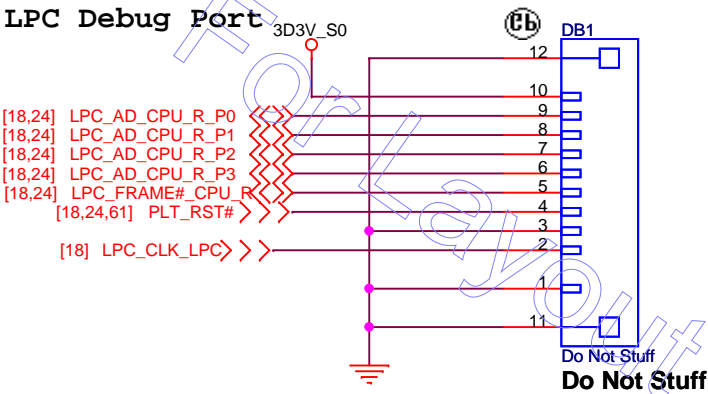 LPC Debug Port
3D3V_S0
Cb
DB1
12
10
[18,24] LPC_AD_CPU_R_P0
9
[18,24] LPC_AD_CPU_R_P1
8
[18,24] LPC_AD_CPU_R_P2
7
[18,24] LPC_AD_CPU_R_P3
6
[18,24] LPC_FRAME#_CPU_R
5
[18,24,61] PLT_RST#
4
3
[18] LPC_CLK_LPC
2
1
11
Do Not Stuff
Do Not Stuff
For Layout